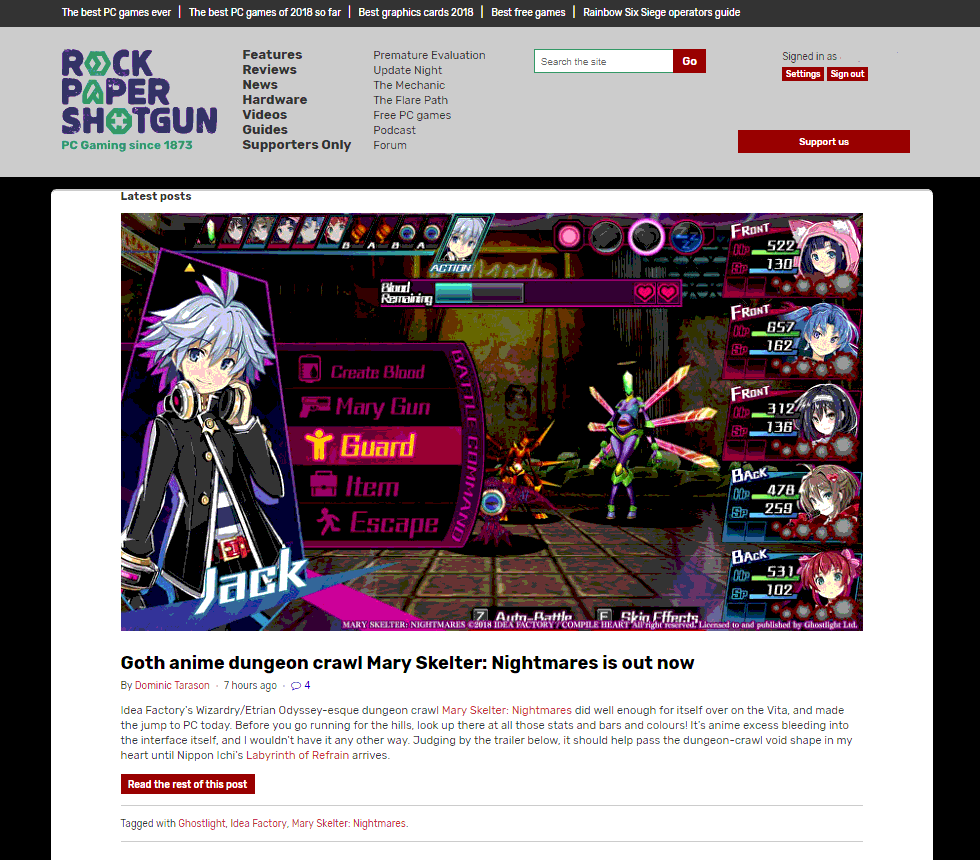 The best PC games ever
The best PC games of 2018 so far
Best graphics cards 2018
Best free games
Rainbow Six Siege operators guide
ROCK
PAPER
SHOTGUN
PC Gaming since 1873
Features
Reviews
News
Hardware
Videos
Guides
Supporters Only
Premature Evaluation
Update Night
The Mechanic
The Flare Path
Free PC games
Podcast
Forum
Search the site
Go
Signed in as
Settings
Sign out
Support us
Latest posts
B A B A
ACTION
Blood
Remaining
Create Blood
Mary Gun
Guard
Item
Escape
BATTLE COMMAND
Jack
FRONT
HP 522
SP 130
FRONT
HP 657
SP 162
FRONT
HP 312
SP 136
BACK
HP 478
SP 259
BACK
HP 531
SP 102
Z Auto-Battle F Skip Effects
MARY SKELTER: NIGHTMARES ©2018 IDEA FACTORY / COMPILE HEART All right reserved. Licensed to and published by Ghostlight Ltd.
Goth anime dungeon crawl Mary Skelter: Nightmares is out now
By Dominic Tarason · 7 hours ago · 4
Idea Factory's Wizardry/Etrian Odyssey-esque dungeon crawl Mary Skelter: Nightmares did well enough for itself over on the Vita, and made
the jump to PC today. Before you go running for the hills, look up there at all those stats and bars and colours! It's anime excess bleeding into
the interface itself, and I wouldn't have it any other way. Judging by the trailer below, it should help pass the dungeon-crawl void shape in my
heart until Nippon Ichi's Labyrinth of Refrain arrives.
Read the rest of this post
Tagged with Ghostlight, Idea Factory, Mary Skelter: Nightmares.